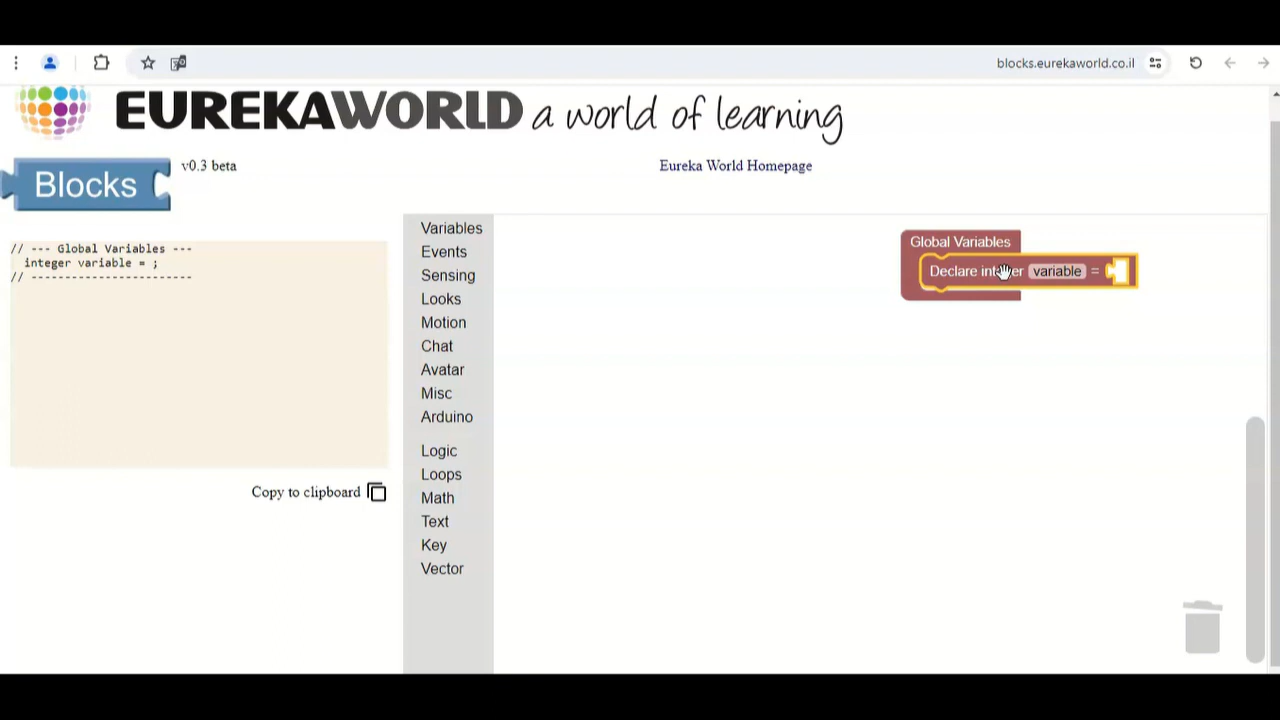 blocks.eurekaworld.co.il
EUREKAWORLD a world of learning
Blocks
v0.3 beta
Eureka World Homepage
// --- Global Variables ---
integer variable = ;
// -----------------------
Copy to clipboard
Variables
Events
Sensing
Looks
Motion
Chat
Avatar
Misc
Arduino
Logic
Loops
Math
Text
Key
Vector
Global Variables
Declare integer variable =